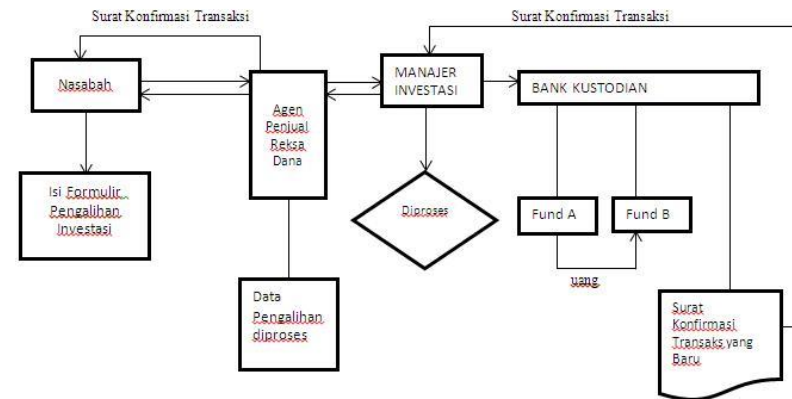 Surat Konfirmasi Transaksi
Surat Konfirmasi Transaksi
Nasabah
Agen
Penjual
Reksa
Dana
MANAJER
INVESTASI
BANK KUSTODIAN
Isi Formulir
Pengalihan
Investasi
Diproses
Fund A
Fund B
uang
Data
Pengalihan
diproses
Surat
Konfirmasi
Transaks yang
Baru